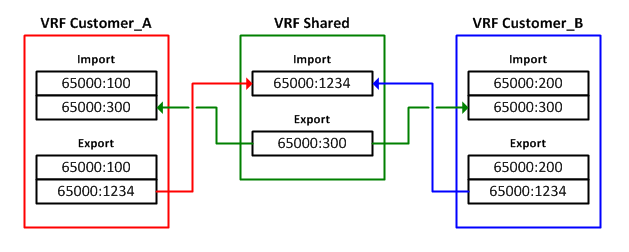 VRF Customer_A
Import
65000:100
65000:300
Export
65000:100
65000:1234
VRF Shared
Import
65000:1234
Export
65000:300
VRF Customer_B
Import
65000:200
65000:300
Export
65000:200
65000:1234